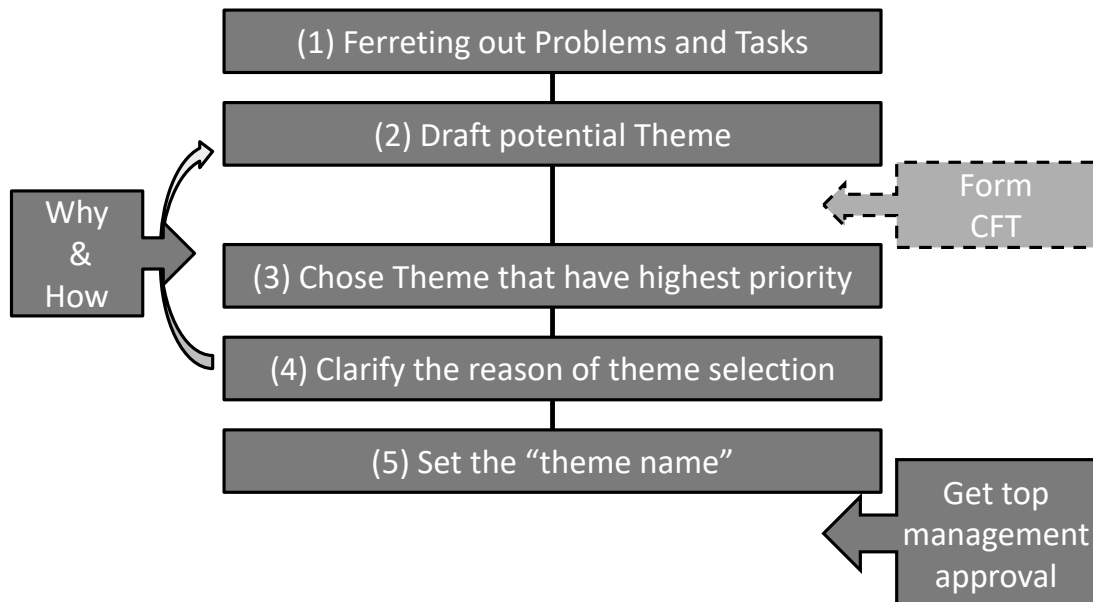 (1) Ferreting out Problems and Tasks
(2) Draft potential Theme
Form
CFT
Why
&
How
(3) Chose Theme that have highest priority
(4) Clarify the reason of theme selection
(5) Set the “theme name”
Get top
management
approval